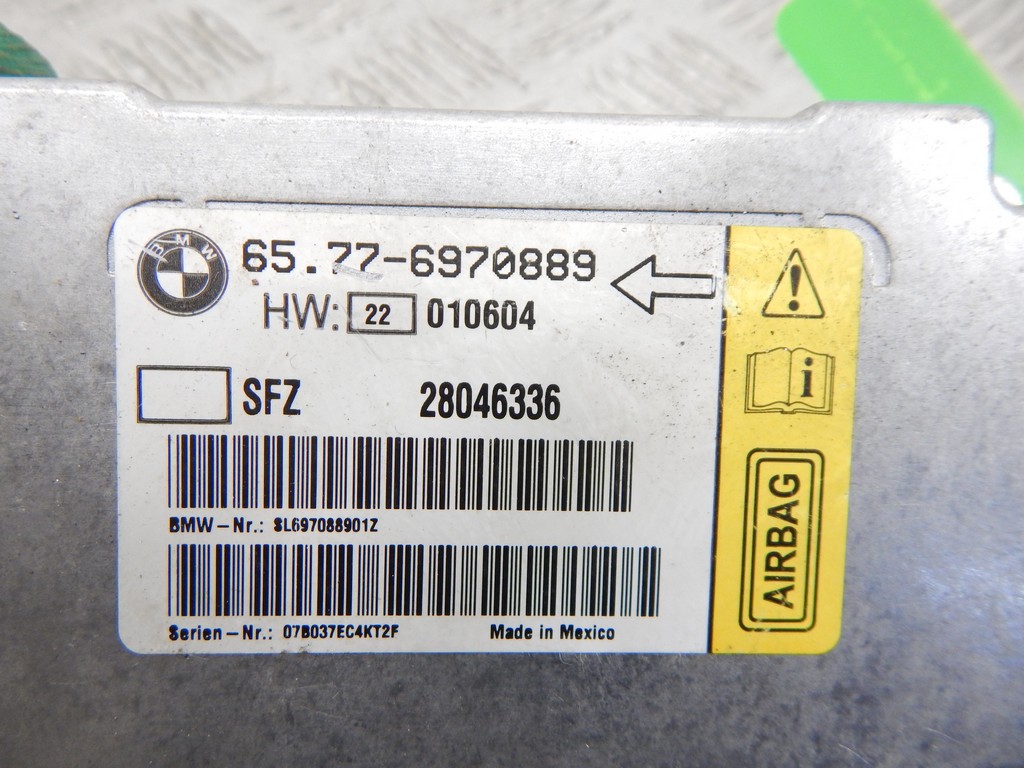 BMW
65.77-6970889
HW: 22 010604
SFZ 28046336
BMW-Nr.: SL697088901Z
Serien-Nr.: 07B037EC4KT2F Made in Mexico
AIRBAG